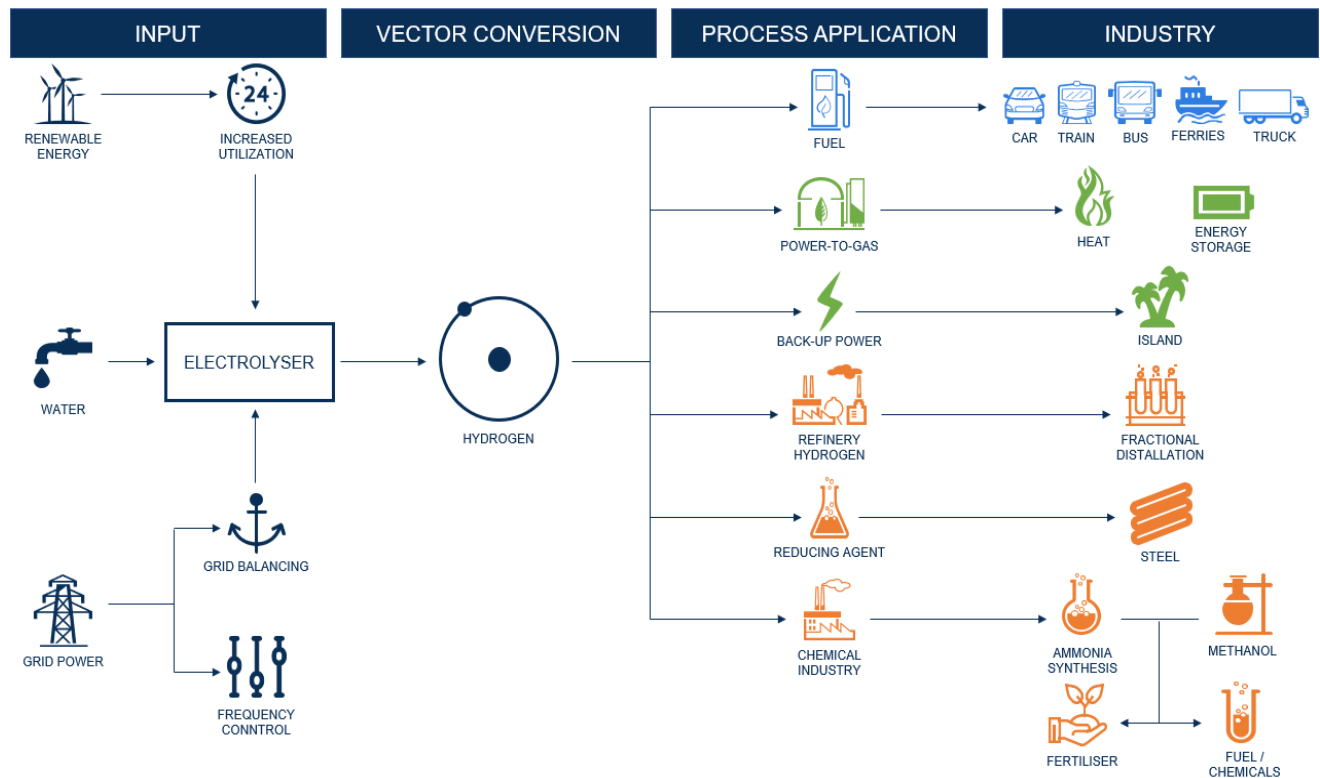 INPUT
VECTOR CONVERSION
PROCESS APPLICATION
INDUSTRY
24
RENEWABLE
ENERGY
INCREASED
UTILIZATION
FUEL
CAR
TRAIN
BUS
FERRIES
TRUCK
POWER-TO-GAS
HEAT
ENERGY
STORAGE
WATER
ELECTROLYSER
HYDROGEN
BACK-UP POWER
ISLAND
REFINERY
HYDROGEN
FRACTIONAL
DISTALLATION
GRID POWER
GRID BALANCING
FREQUENCY
CONNTROL
REDUCING AGENT
STEEL
CHEMICAL
INDUSTRY
AMMONIA
SYNTHESIS
METHANOL
FERTILISER
FUEL /
CHEMICALS